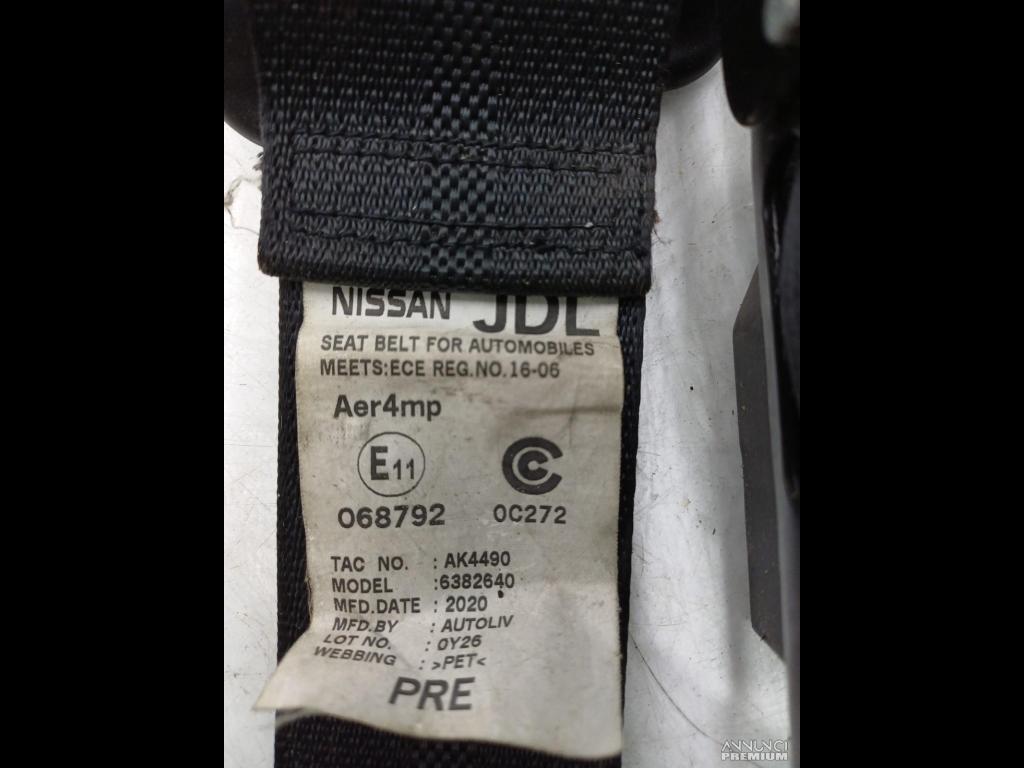 NISSAN JDL
SEAT BELT FOR AUTOMOBILES
MEETS:ECE REG.NO.16-06
Aer4mp
E11
068792 0C272
TAC NO. : AK4490
MODEL :6382640
MFD.DATE : 2020
MFD.BY : AUTOLIV
LOT NO. : 0Y26
WEBBING : >PET<
PRE
ANNUNCI
PREMIUM